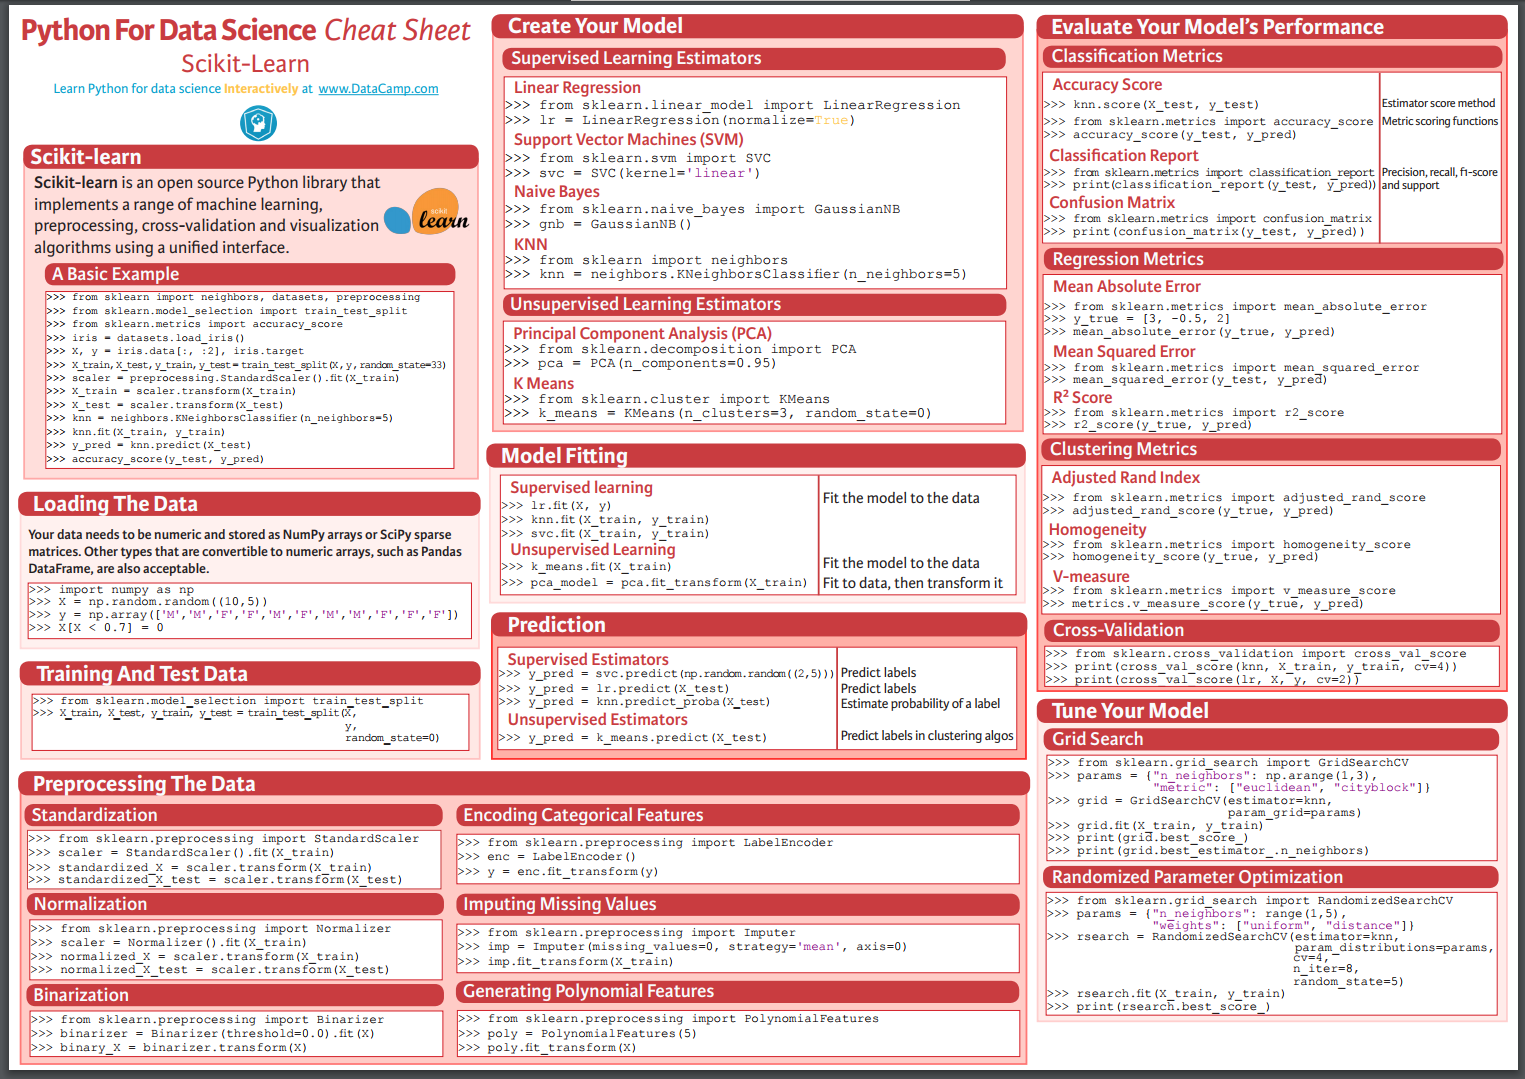 Python For Data Science Cheat Sheet
Scikit-Learn
Learn Python for data science Interactively at www.DataCamp.com
Scikit-learn
Scikit-learn is an open source Python library that
implements a range of machine learning,
preprocessing, cross-validation and visualization
algorithms using a unified interface.
scikit
learn
A Basic Example
>>> from sklearn import neighbors, datasets, preprocessing
>>> from sklearn.model_selection import train_test_split
>>> from sklearn.metrics import accuracy_score
>>> iris = datasets.load_iris()
>>> X, y = iris.data[:, :2], iris.target
>>> X_train, X_test, y_train, y_test = train_test_split(X, y, random_state=33)
>>> scaler = preprocessing.StandardScaler().fit(X_train)
>>> X_train = scaler.transform(X_train)
>>> X_test = scaler.transform(X_test)
>>> knn = neighbors.KNeighborsClassifier(n_neighbors=5)
>>> knn.fit(X_train, y_train)
>>> y_pred = knn.predict(X_test)
>>> accuracy_score(y_test, y_pred)
Loading The Data
Your data needs to be numeric and stored as NumPy arrays or SciPy sparse
matrices. Other types that are convertible to numeric arrays, such as Pandas
DataFrame, are also acceptable.
>>> import numpy as np
>>> X = np.random.random((10,5))
>>> y = np.array(['M','M','F','F','M','F','M','M','F','F','F'])
>>> X[X < 0.7] = 0
Training And Test Data
>>> from sklearn.model_selection import train_test_split
>>> X_train, X_test, y_train, y_test = train_test_split(X,
y,
random_state=0)
Preprocessing The Data
Standardization
>>> from sklearn.preprocessing import StandardScaler
>>> scaler = StandardScaler().fit(X_train)
>>> standardized_X = scaler.transform(X_train)
>>> standardized_X_test = scaler.transform(X_test)
Normalization
>>> from sklearn.preprocessing import Normalizer
>>> scaler = Normalizer().fit(X_train)
>>> normalized_X = scaler.transform(X_train)
>>> normalized_X_test = scaler.transform(X_test)
Binarization
>>> from sklearn.preprocessing import Binarizer
>>> binarizer = Binarizer(threshold=0.0).fit(X)
>>> binary_X = binarizer.transform(X)
Encoding Categorical Features
>>> from sklearn.preprocessing import LabelEncoder
>>> enc = LabelEncoder()
>>> y = enc.fit_transform(y)
Imputing Missing Values
>>> from sklearn.preprocessing import Imputer
>>> imp = Imputer(missing_values=0, strategy='mean', axis=0)
>>> imp.fit_transform(X_train)
Generating Polynomial Features
>>> from sklearn.preprocessing import PolynomialFeatures
>>> poly = PolynomialFeatures(5)
>>> poly.fit_transform(X)
Create Your Model
Supervised Learning Estimators
Linear Regression
>>> from sklearn.linear_model import LinearRegression
>>> lr = LinearRegression(normalize=True)
Support Vector Machines (SVM)
>>> from sklearn.svm import SVC
>>> svc = SVC(kernel='linear')
Naive Bayes
>>> from sklearn.naive_bayes import GaussianNB
>>> gnb = GaussianNB()
KNN
>>> from sklearn import neighbors
>>> knn = neighbors.KNeighborsClassifier(n_neighbors=5)
Unsupervised Learning Estimators
Principal Component Analysis (PCA)
>>> from sklearn.decomposition import PCA
>>> pca = PCA(n_components=0.95)
K Means
>>> from sklearn.cluster import KMeans
>>> k_means = KMeans(n_clusters=3, random_state=0)
Model Fitting
Supervised learning
>>> lr.fit(X, y) Fit the model to the data
>>> knn.fit(X_train, y_train)
>>> svc.fit(X_train, y_train)
Unsupervised Learning
>>> k_means.fit(X_train) Fit the model to the data
>>> pca_model = pca.fit_transform(X_train) Fit to data, then transform it
Prediction
Supervised Estimators
>>> y_pred = svc.predict(np.random.random((2,5))) Predict labels
>>> y_pred = lr.predict(X_test) Predict labels
>>> y_pred = knn.predict_proba(X_test) Estimate probability of a label
Unsupervised Estimators
>>> y_pred = k_means.predict(X_test) Predict labels in clustering algos
Evaluate Your Model's Performance
Classification Metrics
Accuracy Score
>>> knn.score(X_test, y_test) Estimator score method
>>> from sklearn.metrics import accuracy_score Metric scoring functions
>>> accuracy_score(y_test, y_pred)
Classification Report
>>> from sklearn.metrics import classification_report Precision, recall, f1-score
>>> print(classification_report(y_test, y_pred)) and support
Confusion Matrix
>>> from sklearn.metrics import confusion_matrix
>>> print(confusion_matrix(y_test, y_pred))
Regression Metrics
Mean Absolute Error
>>> from sklearn.metrics import mean_absolute_error
>>> y_true = [3, -0.5, 2]
>>> mean_absolute_error(y_true, y_pred)
Mean Squared Error
>>> from sklearn.metrics import mean_squared_error
>>> mean_squared_error(y_test, y_pred)
R² Score
>>> from sklearn.metrics import r2_score
>>> r2_score(y_true, y_pred)
Clustering Metrics
Adjusted Rand Index
>>> from sklearn.metrics import adjusted_rand_score
>>> adjusted_rand_score(y_true, y_pred)
Homogeneity
>>> from sklearn.metrics import homogeneity_score
>>> homogeneity_score(y_true, y_pred)
V-measure
>>> from sklearn.metrics import v_measure_score
>>> metrics.v_measure_score(y_true, y_pred)
Cross-Validation
>>> from sklearn.cross_validation import cross_val_score
>>> print(cross_val_score(knn, X_train, y_train, cv=4))
>>> print(cross_val_score(lr, X, y, cv=2))
Tune Your Model
Grid Search
>>> from sklearn.grid_search import GridSearchCV
>>> params = {"n_neighbors": np.arange(1,3),
"metric": ["euclidean", "cityblock"]}
>>> grid = GridSearchCV(estimator=knn,
param_grid=params)
>>> grid.fit(X_train, y_train)
>>> print(grid.best_score_)
>>> print(grid.best_estimator_.n_neighbors)
Randomized Parameter Optimization
>>> from sklearn.grid_search import RandomizedSearchCV
>>> params = {"n_neighbors": range(1,5),
"weights": ["uniform", "distance"]}
>>> rsearch = RandomizedSearchCV(estimator=knn,
param_distributions=params,
cv=4,
n_iter=8,
random_state=5)
>>> rsearch.fit(X_train, y_train)
>>> print(rsearch.best_score_)